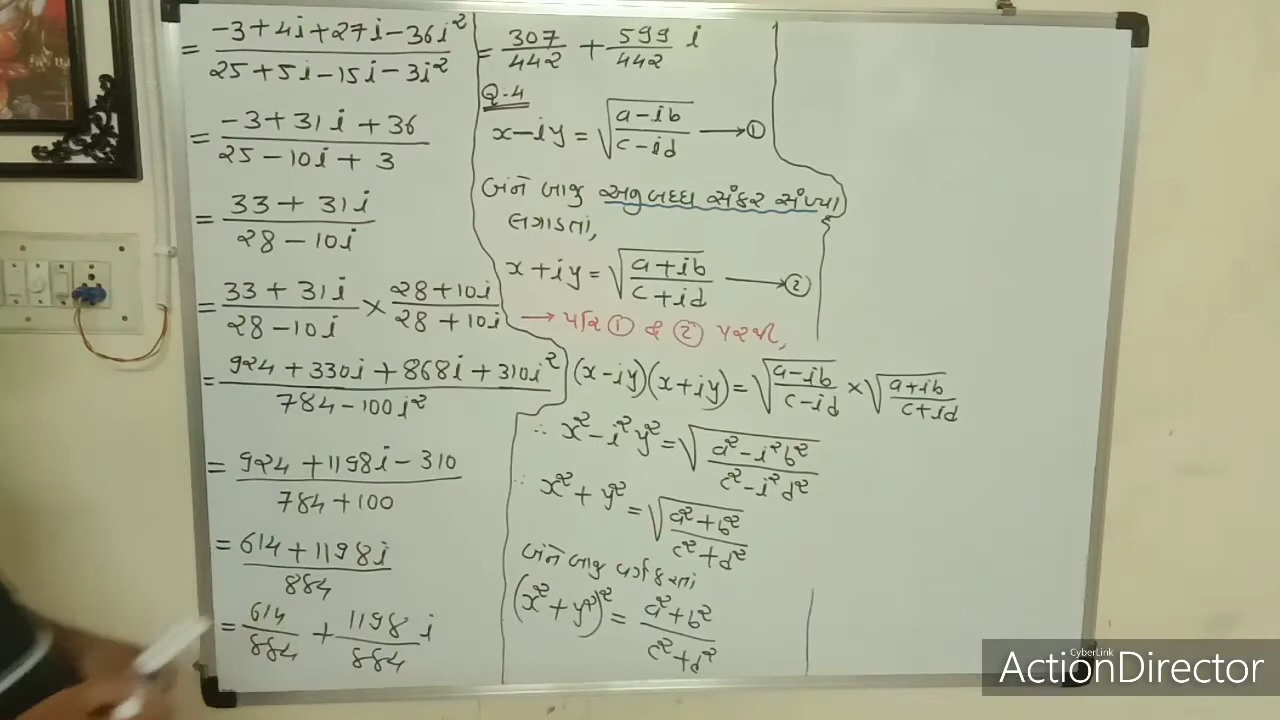 = (-3+4i+27i-36i²)/(25+5i-15i-3i²)
= (-3+31i+36)/(25-10i+3)
= (33+31i)/(28-10i)
= (33+31i)/(28-10i) × (28+10i)/(28+10i)
= (924+330i+868i+310i²)/(784-100i²)
= (924+1198i-310)/(784+100)
= (614+1198i)/884
= 614/884 + 1198/884 i
= 307/442 + 599/442 i
Q-4
x-iy = √((a-ib)/(c-id)) → ①
બંને બાજુ અનુબદ્ધ સંકર સંખ્યા
લગાડતાં,
x+iy = √((a+ib)/(c+id)) → ②
→ પરિ ① & ② પરથી,
(x-iy)(x+iy) = √((a-ib)/(c-id)) × √((a+ib)/(c+id))
∴ x²-i²y² = √((a²-i²b²)/(c²-i²d²))
∴ x²+y² = √((a²+b²)/(c²+d²))
બંને બાજુ વર્ગ કરતાં
(x²+y²)² = (a²+b²)/(c²+d²)
CyberLink
ActionDirector